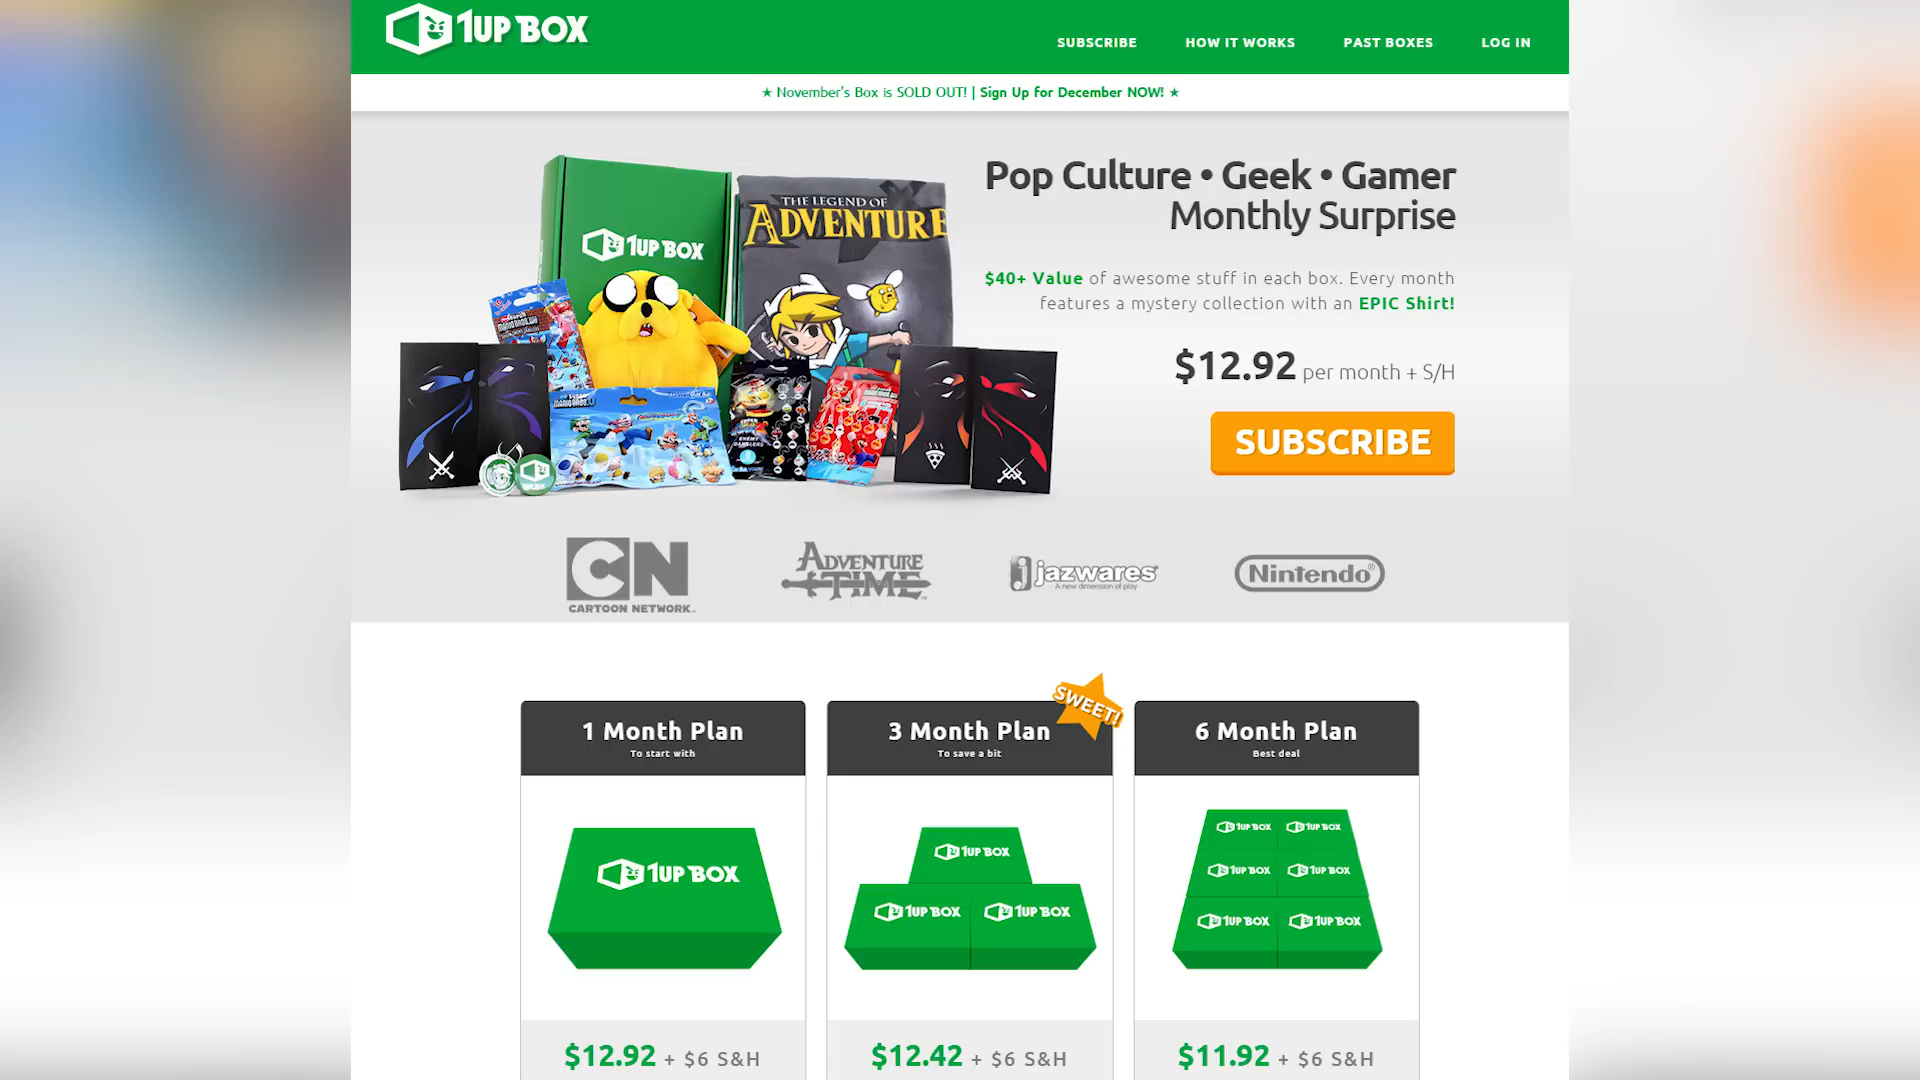 1UP BOX
SUBSCRIBE
HOW IT WORKS
PAST BOXES
LOG IN
★ November's Box is SOLD OUT! | Sign Up for December NOW! ★
Pop Culture • Geek • Gamer
Monthly Surprise
$40+ Value of awesome stuff in each box. Every month
features a mystery collection with an EPIC Shirt!
$12.92 per month + S/H
SUBSCRIBE
1UP BOX
THE LEGEND OF
ADVENTURE
CN
CARTOON NETWORK™
ADVENTURE
TIME
jazwares
A new dimension of play
Nintendo®
SWEET!
1 Month Plan
To start with
3 Month Plan
To save a bit
6 Month Plan
Best deal
1UP BOX
1UP BOX
1UP BOX
1UP BOX
1UP BOX
1UP BOX
1UP BOX
1UP BOX
1UP BOX
1UP BOX
$12.92 + $6 S&H
$12.42 + $6 S&H
$11.92 + $6 S&H